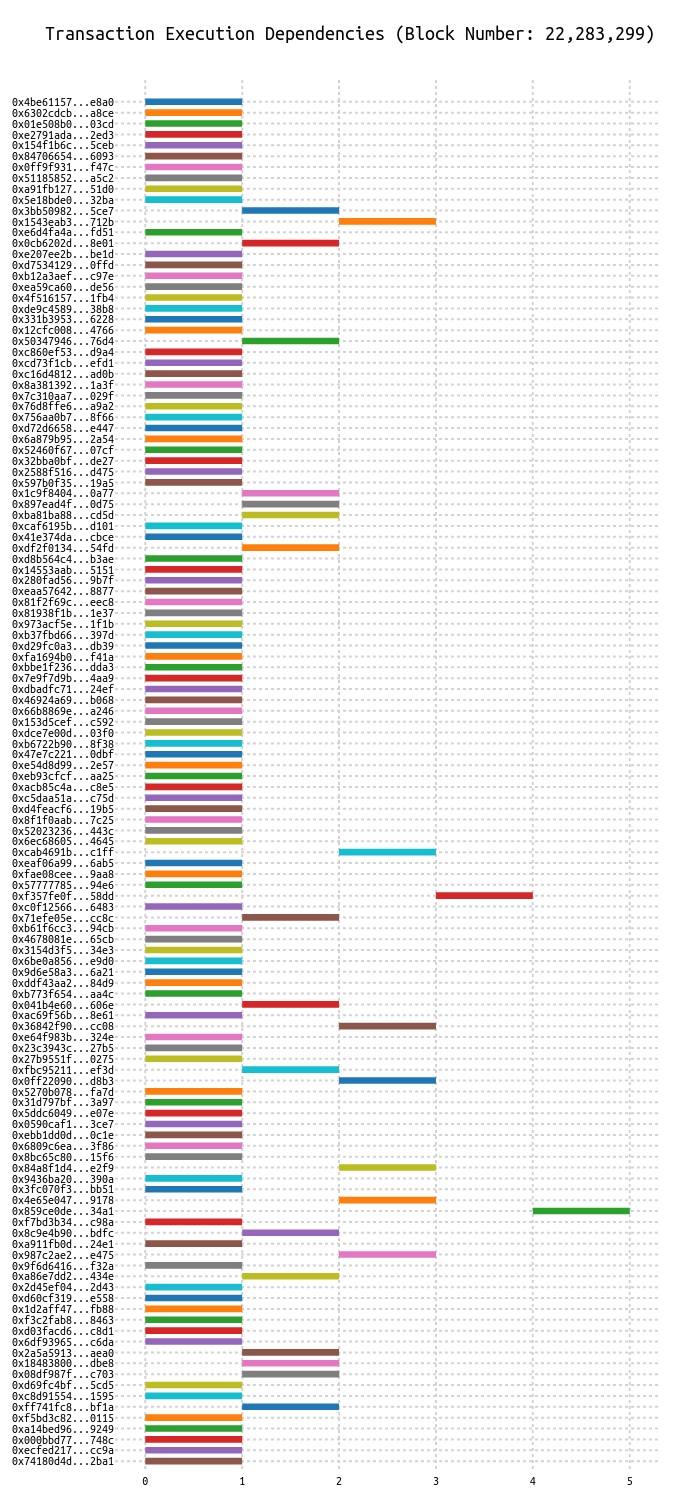 Transaction Execution Dependencies (Block Number: 22,283,299)
0x4be61157...e8a0
0x6302cdcb...a8ce
0x01e508b0...03cd
0xe2791ada...2ed3
0x154f1b6c...5ceb
0x84706654...6093
0x0ff9f931...f47c
0x51185852...a5c2
0xa91fb127...51d0
0x5e18bde0...32ba
0x3bb50982...5ce7
0x1543eab3...712b
0xe6d4fa4a...fd51
0x0cb6202d...8e01
0xe207ee2b...be1d
0xd7534129...0ffd
0xb12a3aef...c97e
0xea59ca60...de56
0x4f516157...1fb4
0xde9c4589...38b8
0x331b3953...6228
0x12cfc008...4766
0x50347946...76d4
0xc860ef53...d9a4
0xcd73f1cb...efd1
0xc16d4812...ad0b
0x8a381392...1a3f
0x7c310aa7...029f
0x76d8ffe6...a9a2
0x756aa0b7...8f66
0xd72d6658...e447
0x6a879b95...2a54
0x52460f67...07cf
0x32bba0bf...de27
0x2588f516...d475
0x597b0f35...19a5
0x1c9f8404...0a77
0x897ead4f...0d75
0xba81ba88...cd5d
0xcaf6195b...d101
0x41e374da...cbce
0xdf2f0134...54fd
0xd8b564c4...b3ae
0x14553aab...5151
0x280fad56...9b7f
0xeaa57642...8877
0x81f2f69c...eec8
0x81938f1b...1e37
0x973acf5e...1f1b
0xb37fbd66...397d
0xd29fc0a3...db39
0xfa1694b0...f41a
0xbbe1f236...dda3
0x7e9f7d9b...4aa9
0xdbadfc71...24ef
0x46924a69...b068
0x66b8869e...a246
0x153d5cef...c592
0xdce7e00d...03f0
0xb6722b90...8f38
0x47e7c221...0dbf
0xe54d8d99...2e57
0xeb93cfcf...aa25
0xacb85c4a...c8e5
0xc5daa51a...c75d
0xd4feacf6...19b5
0x8f1f0aab...7c25
0x52023236...443c
0x6ec68605...4645
0xcab4691b...c1ff
0xeaf06a99...6ab5
0xfae08cee...9aa8
0x57777785...94e6
0xf357fe0f...58dd
0xc0f12566...6483
0x71efe05e...cc8c
0xb61f6cc3...94cb
0x4678081e...65cb
0x3154d3f5...34e3
0x6be0a856...e9d0
0x9d6e58a3...6a21
0xddf43aa2...84d9
0xb773f654...aa4c
0x041b4e60...606e
0xac69f56b...8e61
0x36842f90...cc08
0xe64f983b...324e
0x23c3943c...27b5
0x27b9551f...0275
0xfbc95211...ef3d
0x0ff22090...d8b3
0x5270b078...fa7d
0x31d797bf...3a97
0x5ddc6049...e07e
0x0590caf1...3ce7
0xebb1dd0d...0c1e
0x6809c6ea...3f86
0x8bc65c80...15f6
0x84a8f1d4...e2f9
0x9436ba20...390a
0x3fc070f3...bb51
0x4e65e047...9178
0x859ce0de...34a1
0xf7bd3b34...c98a
0x8c9e4b90...bdfc
0xa911fb0d...24e1
0x987c2ae2...e475
0x9f6d6416...f32a
0xa86e7dd2...434e
0x2d45ef04...2d43
0xd60cf319...e558
0x1d2aff47...fb88
0xf3c2fab8...8463
0xd03facd6...c8d1
0x6df93965...c6da
0x2a5a5913...aea0
0x18483800...dbe8
0x08df987f...c703
0xd69fc4bf...5cd5
0xc8d91554...1595
0xff741fc8...bf1a
0xf5bd3c82...0115
0xa14bed96...9249
0x000bbd77...748c
0xecfed217...cc9a
0x74180d4d...2ba1
0 1 2 3 4 5